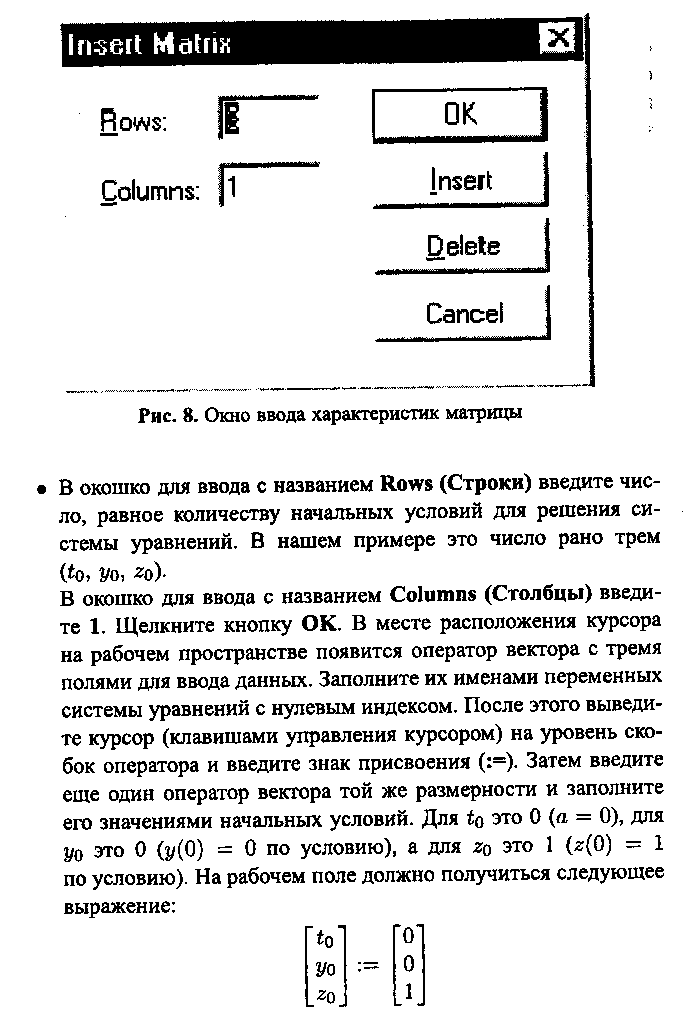 Insert Matrix
Rows:
OK
Columns: 1
Insert
Delete
Cancel
Рис. 8. Окно ввода характеристик матрицы
• В окошко для ввода с названием Rows (Строки) введите чис-
ло, равное количеству начальных условий для решения си-
стемы уравнений. В нашем примере это число рано трем
(t₀, y₀, z₀).
В окошко для ввода с названием Columns (Столбцы) введи-
те 1. Щелкните кнопку OK. В месте расположения курсора
на рабочем пространстве появится оператор вектора с тремя
полями для ввода данных. Заполните их именами переменных
системы уравнений с нулевым индексом. После этого выведи-
те курсор (клавишами управления курсором) на уровень ско-
бок оператора и введите знак присвоения (:=). Затем введите
еще один оператор вектора той же размерности и заполните
его значениями начальных условий. Для t₀ это 0 (a = 0), для
y₀ это 0 (y(0) = 0 по условию), а для z₀ это 1 (z(0) = 1
по условию). На рабочем поле должно получиться следующее
выражение:
[t₀] [0]
[y₀] := [0]
[z₀] [1]